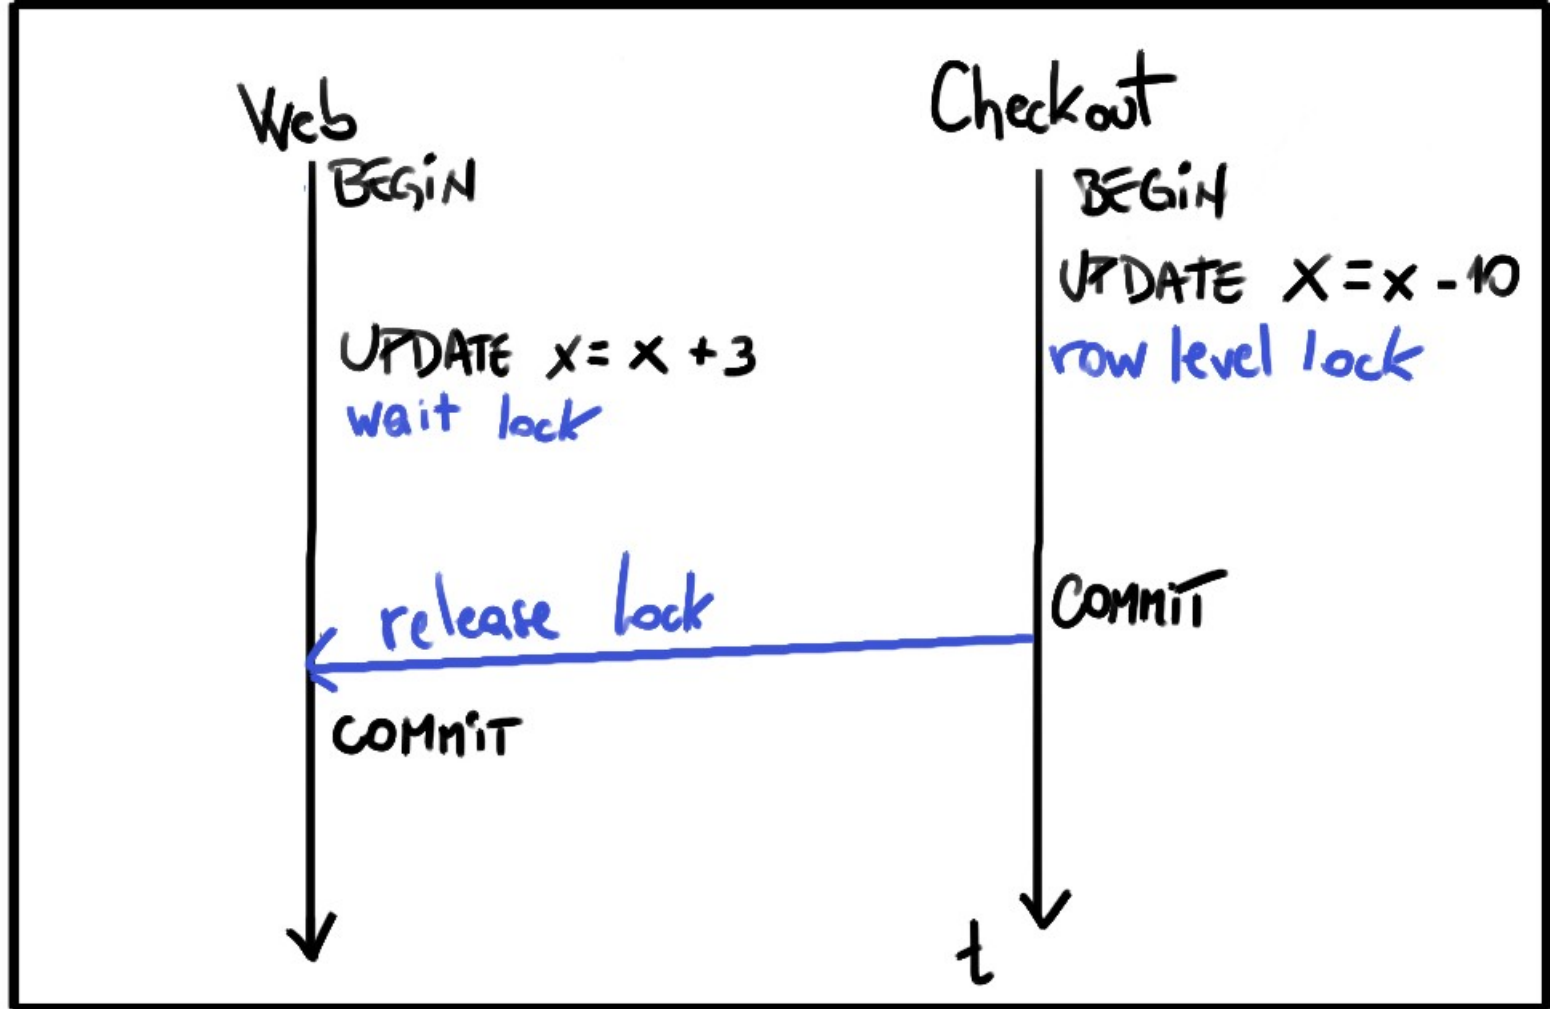 Web
BEGiN
UPDATE x = x + 3
wait lock
release lock
COMMiT
Checkout
BEGiN
UPDATE X = x - 10
row level lock
COMMiT
t